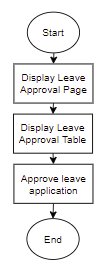 Start
Display Leave
Approval Page
Display Leave
Approval Table
Approve leave
application
End